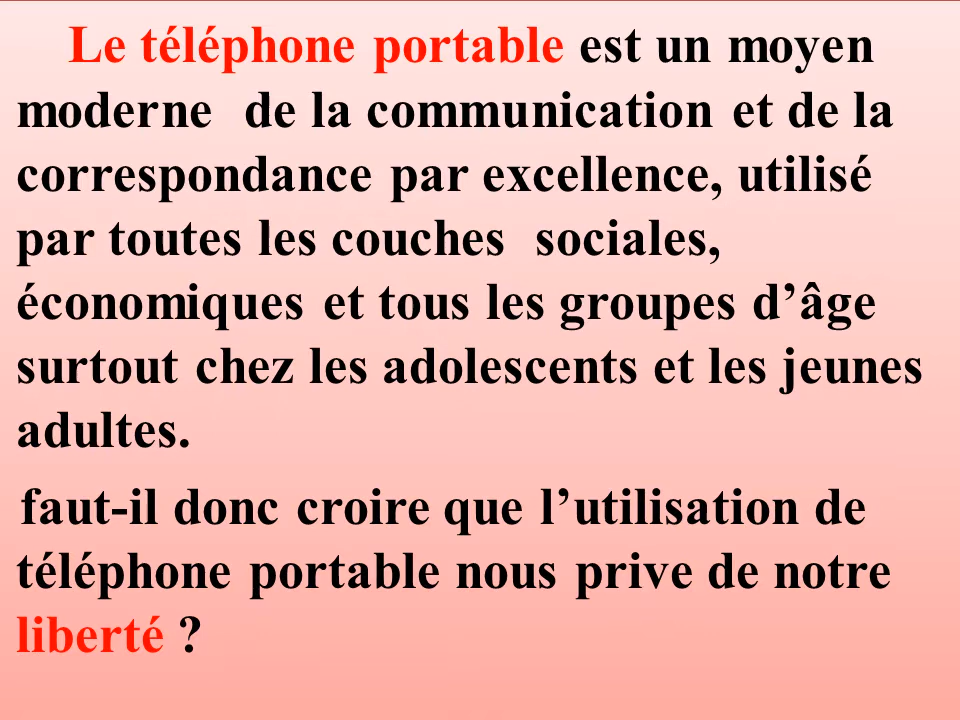 Le téléphone portable est un moyen
moderne de la communication et de la
correspondance par excellence, utilisé
par toutes les couches sociales,
économiques et tous les groupes d’âge
surtout chez les adolescents et les jeunes
adultes.
faut-il donc croire que l’utilisation de
téléphone portable nous prive de notre
liberté ?